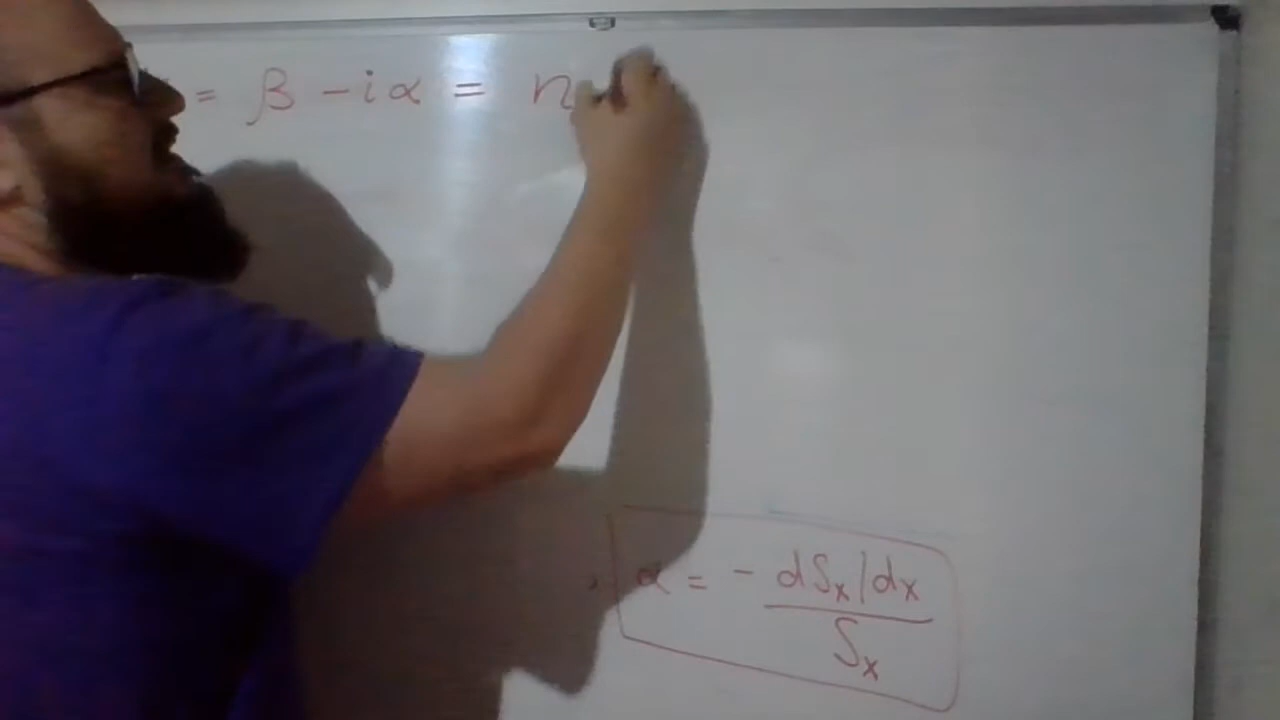 = β - iα = n
α = - dSx/dx / Sx